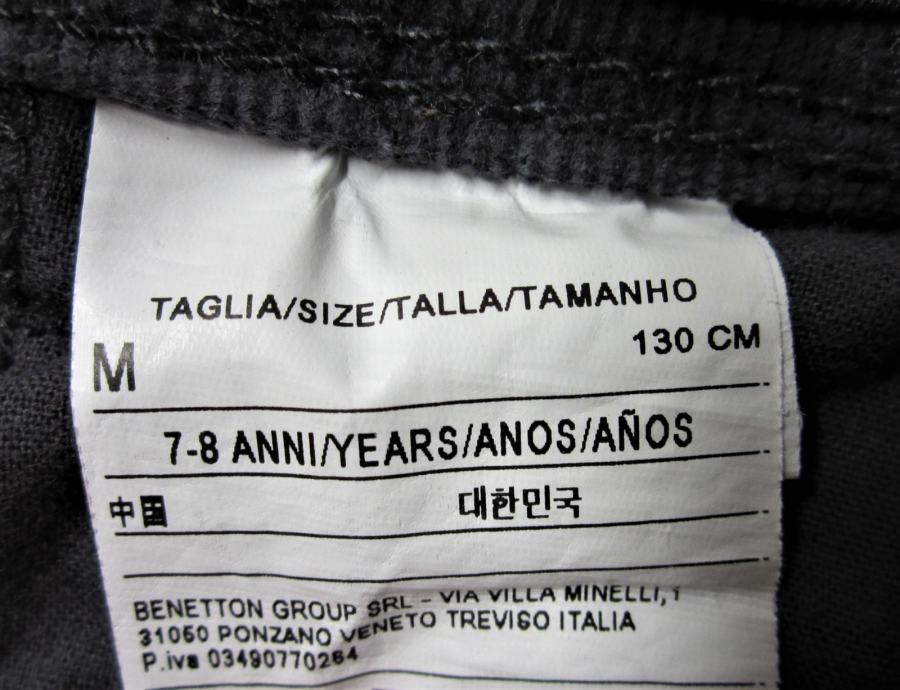 TAGLIA/SIZE/TALLA/TAMANHO
M 130 CM
7-8 ANNI/YEARS/ANOS/AÑOS
中国 대한민국
BENETTON GROUP SRL - VIA VILLA MINELLI, 1
31050 PONZANO VENETO TREVISO ITALIA
P.iva 03490770264